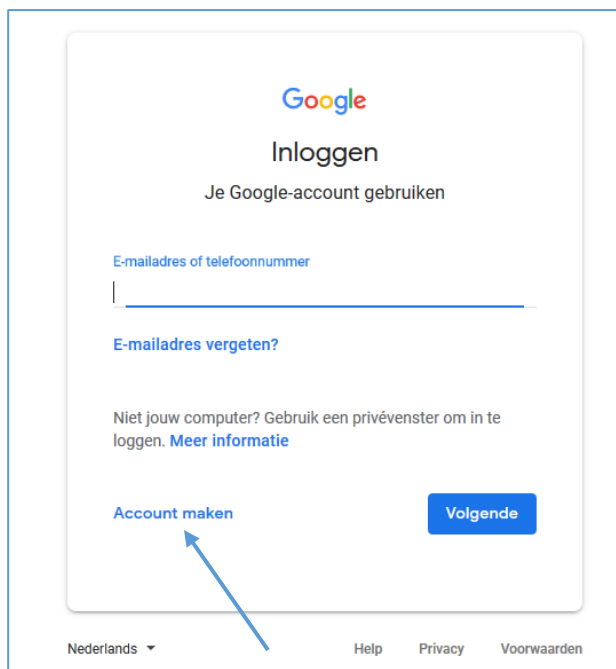 Google
Inloggen
Je Google-account gebruiken
E-mailadres of telefoonnummer
E-mailadres vergeten?
Niet jouw computer? Gebruik een privévenster om in te
loggen. Meer informatie
Account maken
Volgende
Nederlands
Help
Privacy
Voorwaarden